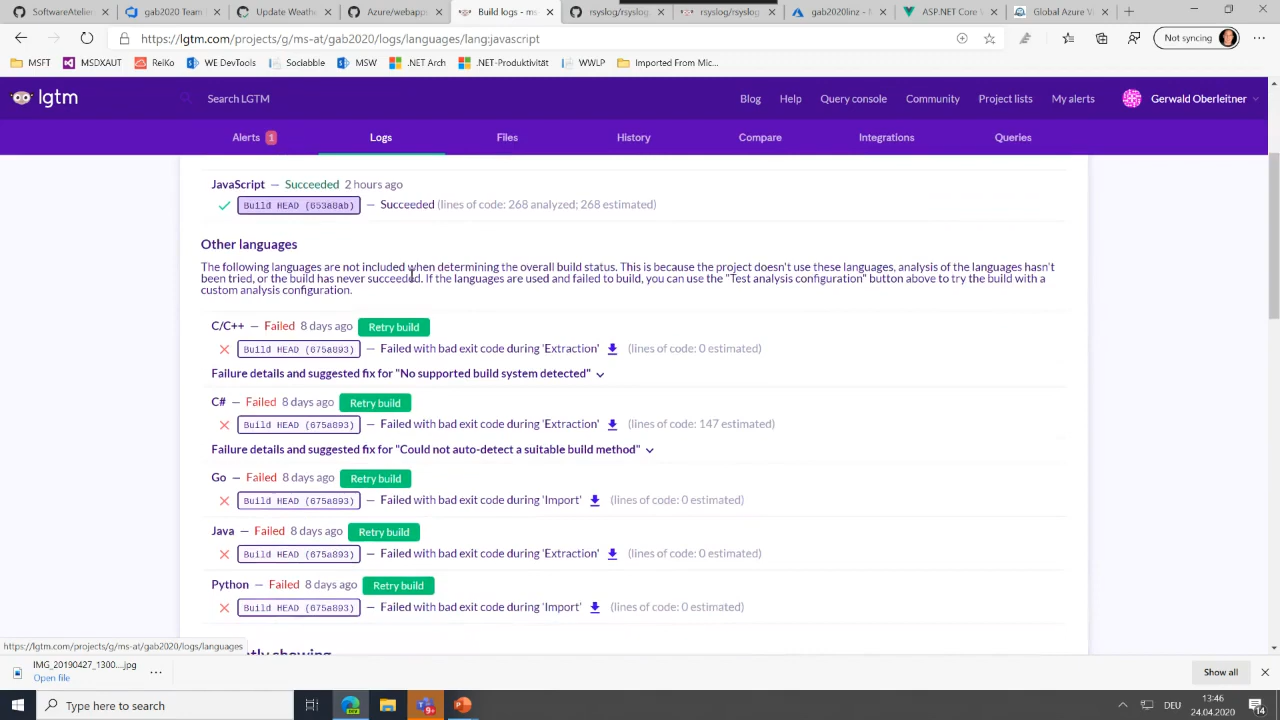 SoftwareAtelier
gab2020 Team
Update Team
Azure/webapps
Build logs - ms
rsyslog/rsyslog
gab2020linz
ASP.NET Core
Global Azure Vi
https://lgtm.com/projects/g/ms-at/gab2020/logs/languages/lang:javascript
Not syncing
MSFT
MSDXAUT
ReiKo
WE DevTools
Sociabble
MSW
.NET Arch
.NET-Produktivität
WWLP
Imported From Mic...
lgtm
Search LGTM
Blog
Help
Query console
Community
Project lists
My alerts
Gerwald Oberleitner
Alerts 1
Logs
Files
History
Compare
Integrations
Queries
JavaScript — Succeeded 2 hours ago
Build HEAD (653a8ab) — Succeeded (lines of code: 268 analyzed; 268 estimated)
Other languages
The following languages are not included when determining the overall build status. This is because the project doesn't use these languages, analysis of the languages hasn't
been tried, or the build has never succeeded. If the languages are used and failed to build, you can use the "Test analysis configuration" button above to try the build with a
custom analysis configuration.
C/C++ — Failed 8 days ago Retry build
Build HEAD (675a893) — Failed with bad exit code during 'Extraction' (lines of code: 0 estimated)
Failure details and suggested fix for "No supported build system detected"
C# — Failed 8 days ago Retry build
Build HEAD (675a893) — Failed with bad exit code during 'Extraction' (lines of code: 147 estimated)
Failure details and suggested fix for "Could not auto-detect a suitable build method"
Go — Failed 8 days ago Retry build
Build HEAD (675a893) — Failed with bad exit code during 'Import' (lines of code: 0 estimated)
Java — Failed 8 days ago Retry build
Build HEAD (675a893) — Failed with bad exit code during 'Extraction' (lines of code: 0 estimated)
Python — Failed 8 days ago Retry build
Build HEAD (675a893) — Failed with bad exit code during 'Import' (lines of code: 0 estimated)
showing
https://lgtm.com/projects/g/ms-at/gab2020/logs/languages
IMG_20190427_1300....jpg
Open file
Show all
Type here to search
9+
DEU
13:46
24.04.2020
14